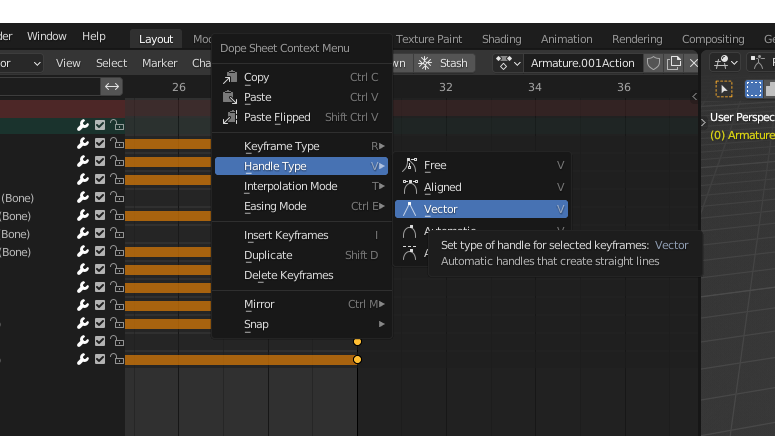 der Window Help Layout Mo Texture Paint Shading Animation Rendering Compositing Ge
or View Select Marker Cha wn Stash Armature.001Action
Dope Sheet Context Menu
26 32 34 36
Copy Ctrl C
Paste Ctrl V
Paste Flipped Shift Ctrl V
Keyframe Type R
Handle Type V
Interpolation Mode T
Easing Mode Ctrl E
Insert Keyframes I
Duplicate Shift D
Delete Keyframes
Mirror Ctrl M
Snap
Free V
Aligned V
Vector V
Set type of handle for selected keyframes: Vector
Automatic handles that create straight lines
(Bone)
(Bone)
(Bone)
(Bone)
User Perspec
(0) Armature